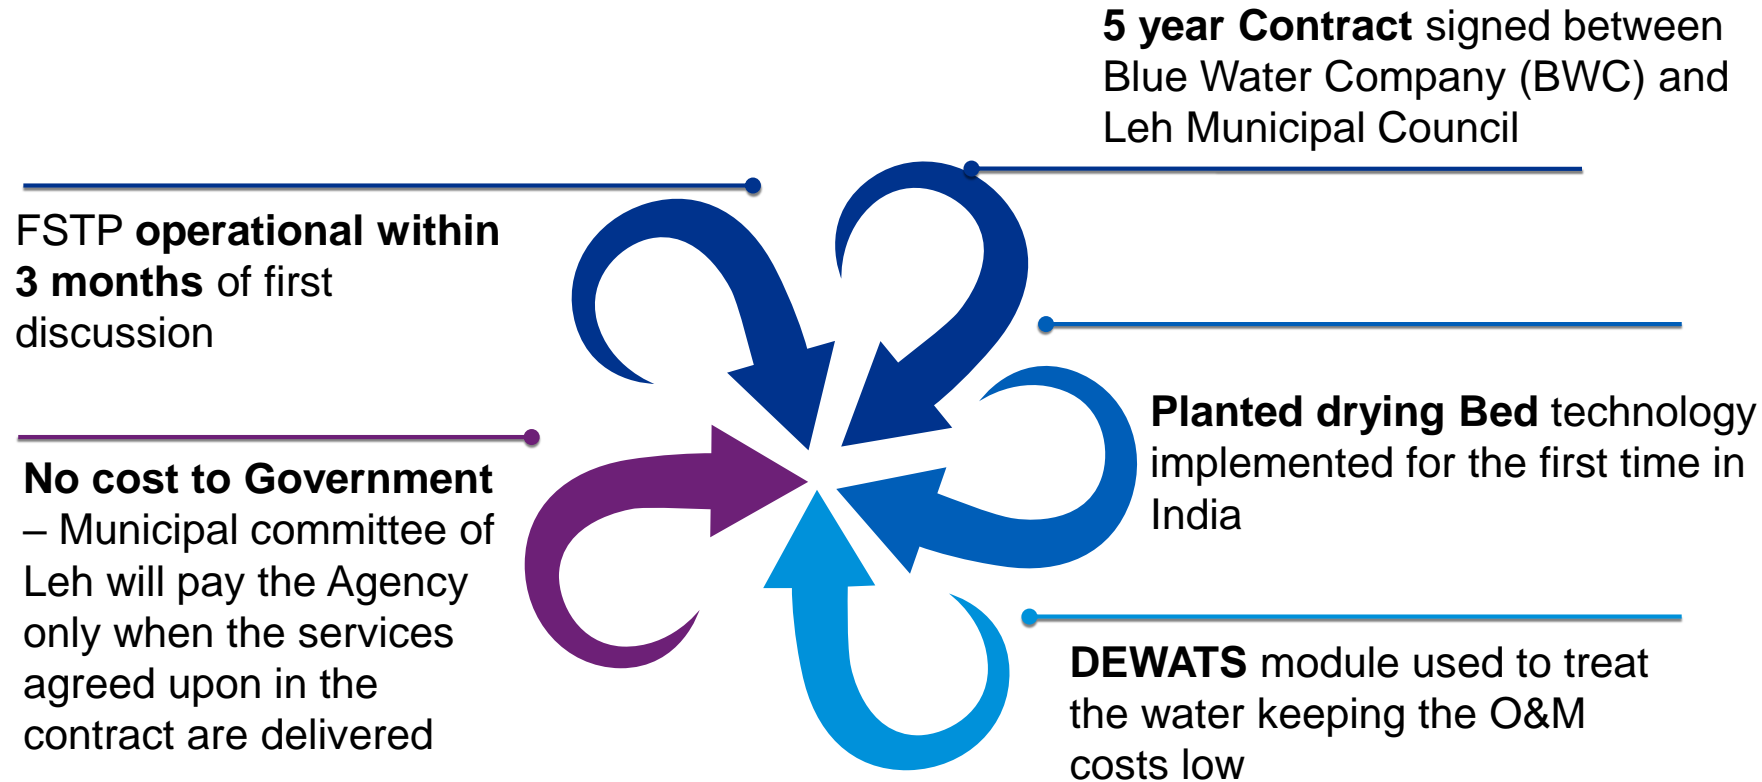 5 year Contract signed between
Blue Water Company (BWC) and
Leh Municipal Council
FSTP operational within
3 months of first
discussion
Planted drying Bed technology
implemented for the first time in
India
No cost to Government
– Municipal committee of
Leh will pay the Agency
only when the services
agreed upon in the
contract are delivered
DEWATS module used to treat
the water keeping the O&M
costs low